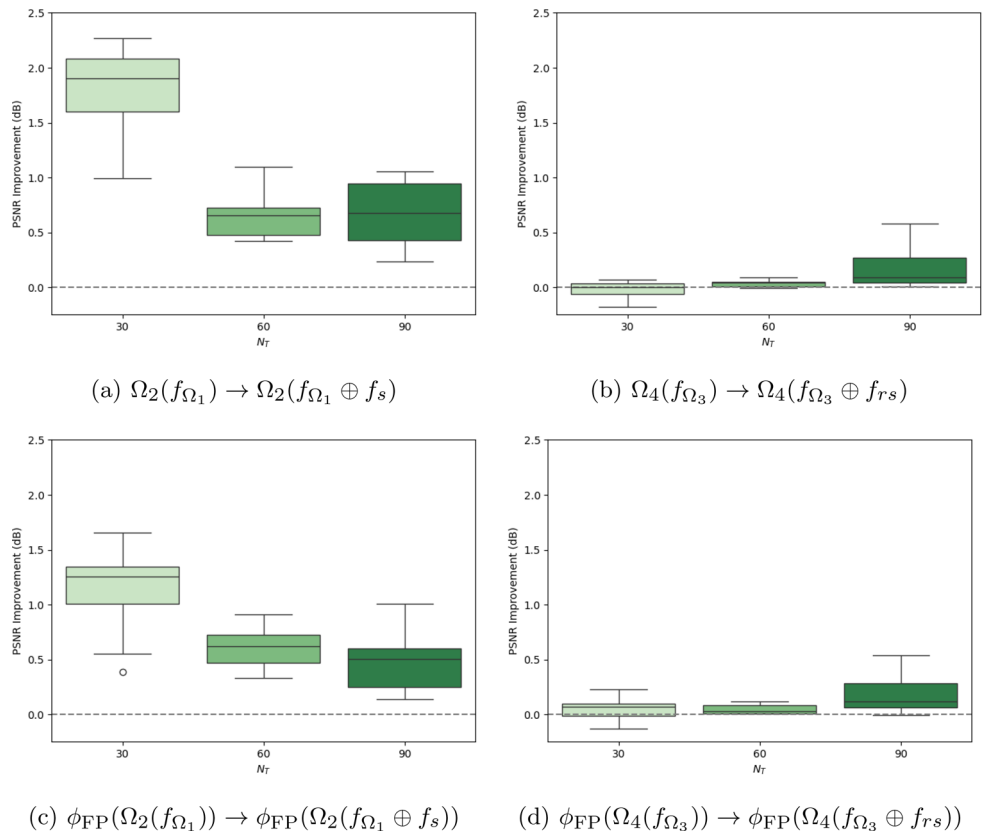 2.5
2.0
1.5
1.0
0.5
0.0
PSNR Improvement (dB)
30 60 90
N_T
(a) Ω₂(f_Ω₁) → Ω₂(f_Ω₁ ⊕ f_s)
2.5
2.0
1.5
1.0
0.5
0.0
PSNR Improvement (dB)
30 60 90
N_T
(b) Ω₄(f_Ω₃) → Ω₄(f_Ω₃ ⊕ f_rs)
2.5
2.0
1.5
1.0
0.5
0.0
PSNR Improvement (dB)
30 60 90
N_T
(c) ϕ_FP(Ω₂(f_Ω₁)) → ϕ_FP(Ω₂(f_Ω₁ ⊕ f_s))
2.5
2.0
1.5
1.0
0.5
0.0
PSNR Improvement (dB)
30 60 90
N_T
(d) ϕ_FP(Ω₄(f_Ω₃)) → ϕ_FP(Ω₄(f_Ω₃ ⊕ f_rs))